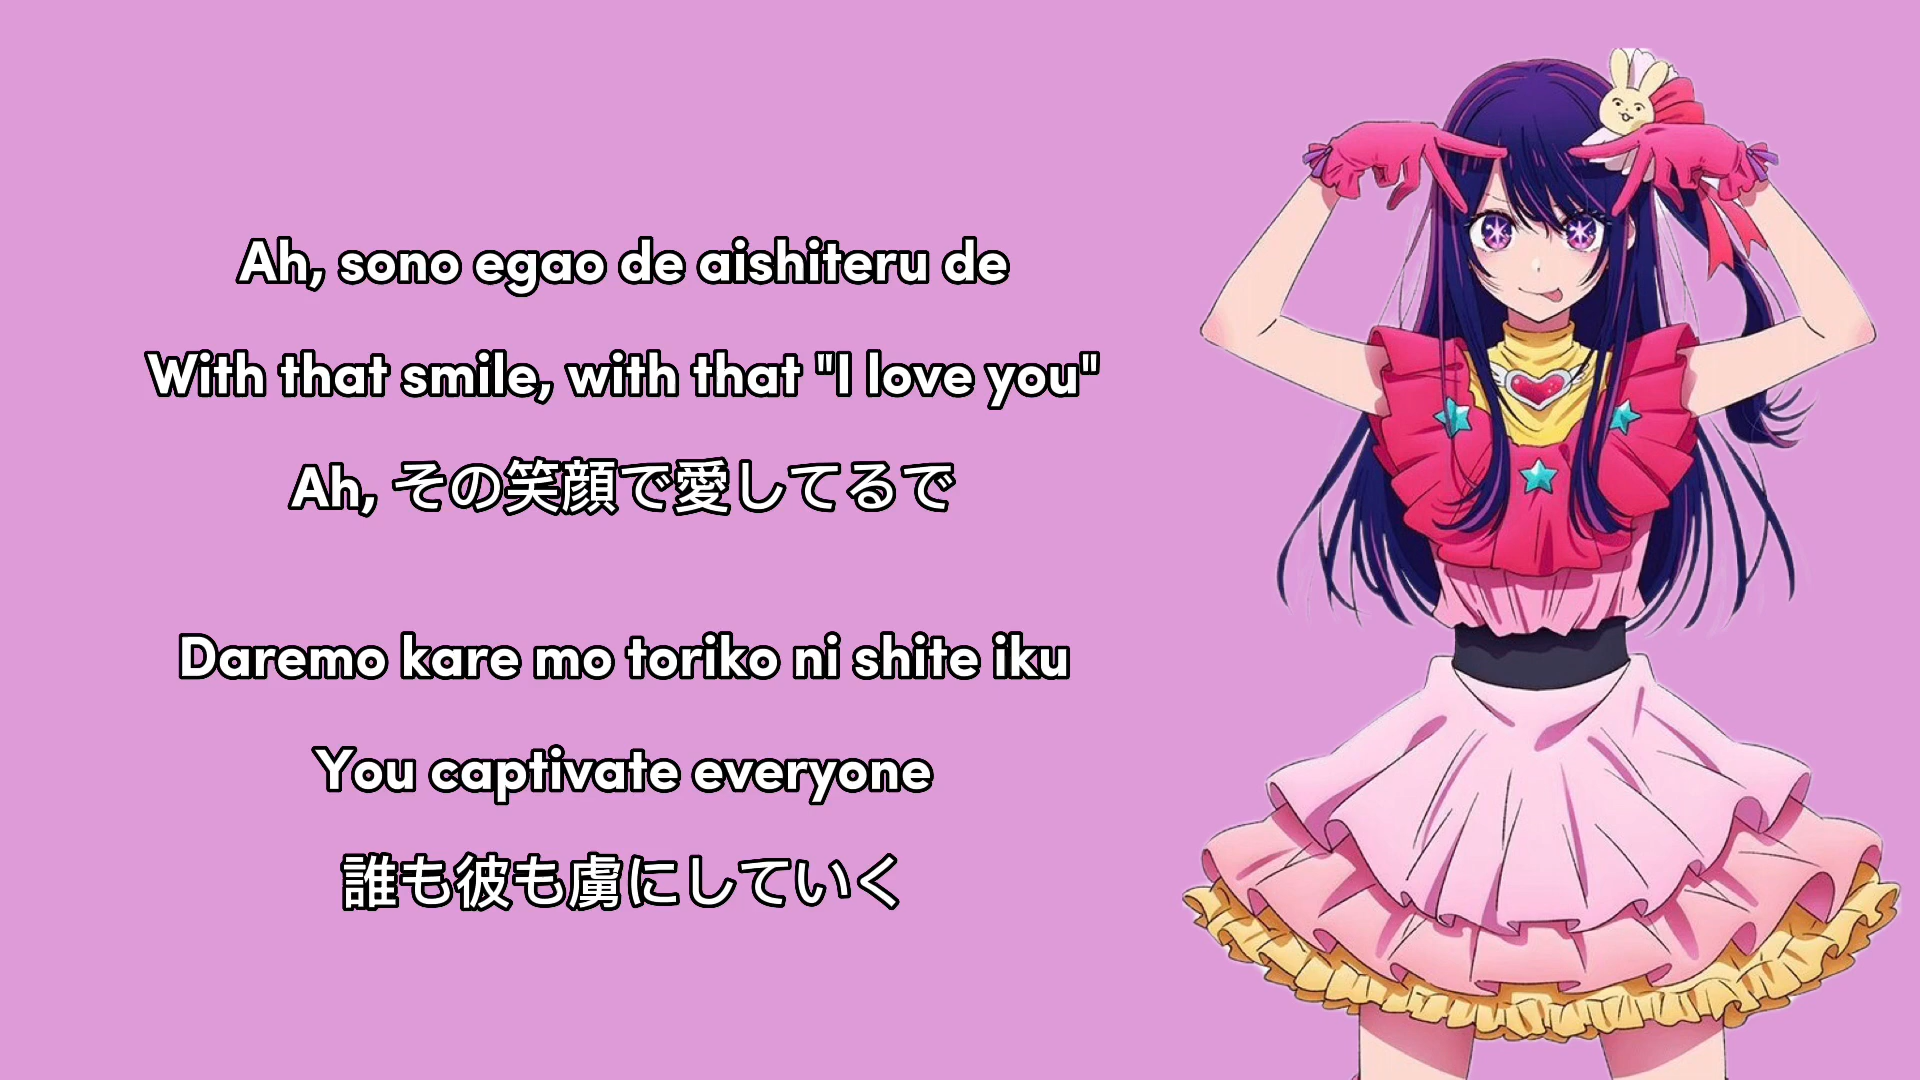 Ah, sono egao de aishiteru de
With that smile, with that "I love you"
Ah, その笑顔で愛してるで
Daremo kare mo toriko ni shite iku
You captivate everyone
誰も彼も虜にしていく